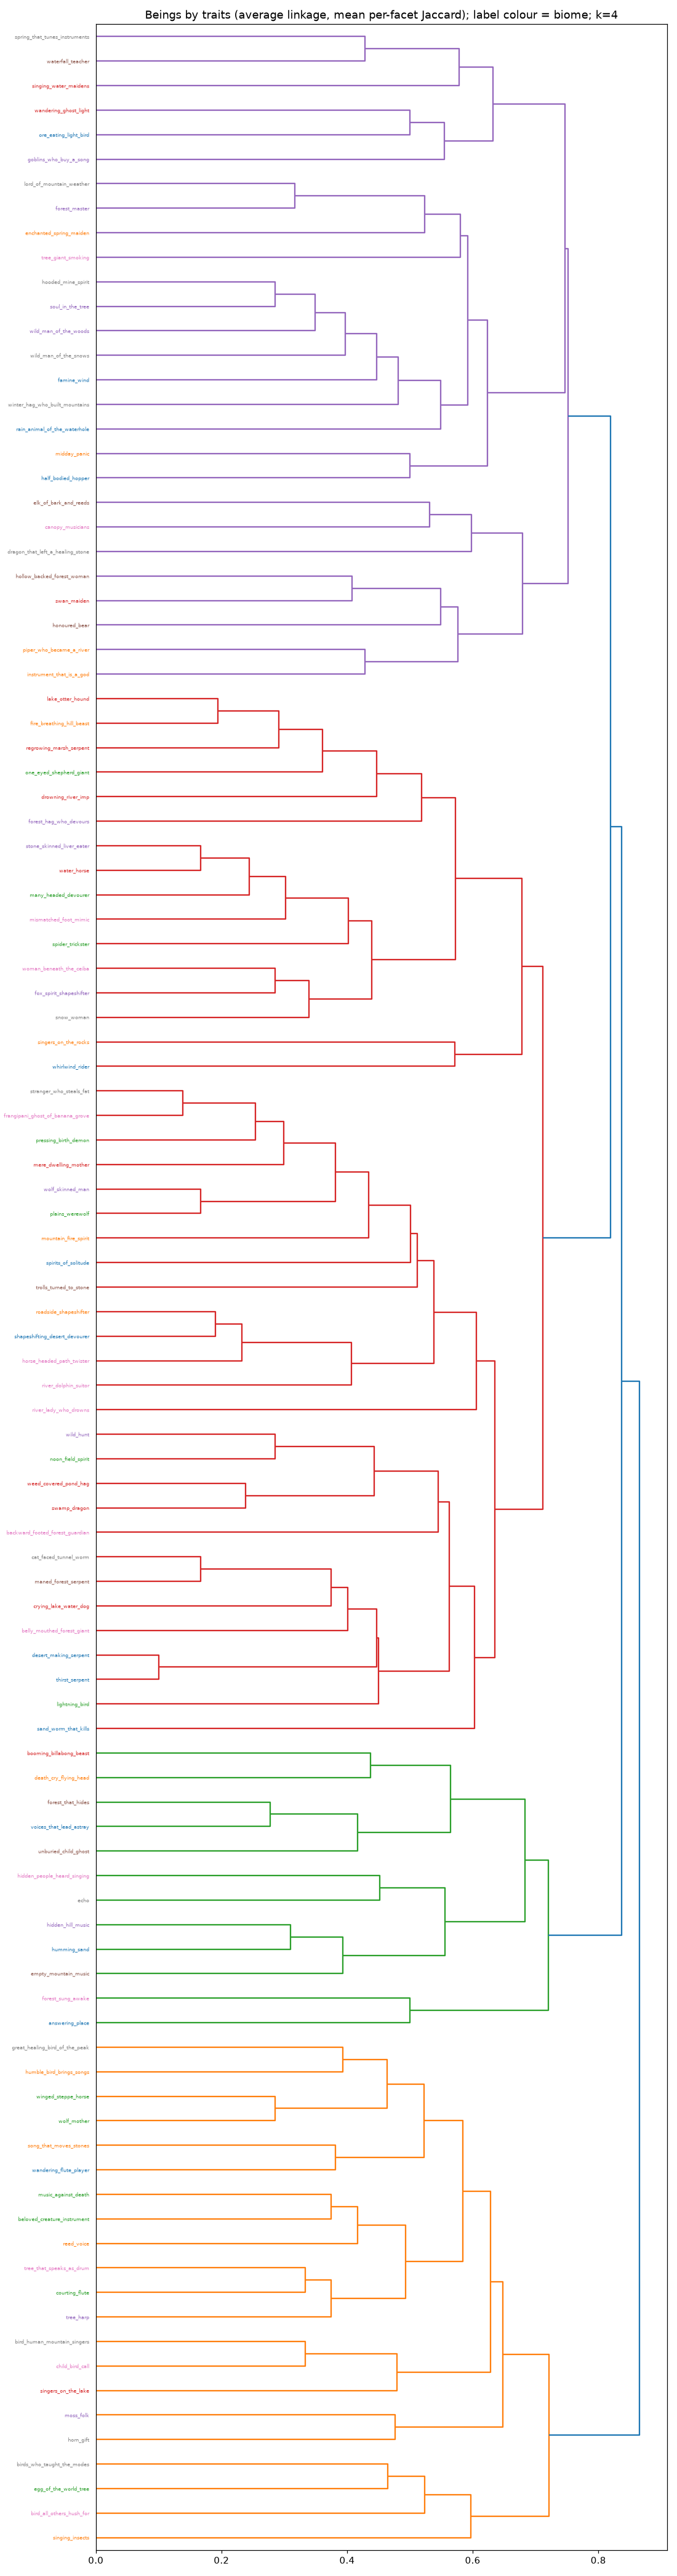 Beings by traits (average linkage, mean per-facet Jaccard); label colour = biome; k=4
spring_that_tunes_instruments
waterfall_teacher
singing_water_maidens
wandering_ghost_light
ore_eating_light_bird
goblins_who_buy_a_song
lord_of_mountain_weather
forest_master
enchanted_spring_maiden
tree_giant_smoking
hooded_mine_spirit
soul_in_the_tree
wild_man_of_the_woods
wild_man_of_the_snows
famine_wind
winter_hag_who_built_mountains
rain_animal_of_the_waterhole
midday_panic
half_bodied_hopper
elk_of_bark_and_reeds
canopy_musicians
dragon_that_left_a_healing_stone
hollow_backed_forest_woman
swan_maiden
honoured_bear
piper_who_became_a_river
instrument_that_is_a_god
lake_otter_hound
fire_breathing_hill_beast
regrowing_marsh_serpent
one_eyed_shepherd_giant
drowning_river_imp
forest_hag_who_devours
stone_skinned_liver_eater
water_horse
many_headed_devourer
mismatched_foot_mimic
spider_trickster
woman_beneath_the_ceiba
fox_spirit_shapeshifter
snow_woman
singers_on_the_rocks
whirlwind_rider
stranger_who_steals_fat
frangipani_ghost_of_banana_grove
pressing_birth_demon
mere_dwelling_mother
wolf_skinned_men
plains_werewolf
mountain_fire_spirit
spirits_of_solitude
trolls_turned_to_stone
roadside_shapeshifter
shapeshifting_desert_devourer
horse_headed_path_twister
river_dolphin_suitor
river_lady_who_drowns
wild_hunt
noon_field_spirit
weed_covered_pond_hag
swamp_dragon
backward_footed_forest_guardian
cat_faced_tunnel_worm
maned_forest_serpent
crying_lake_water_dog
belly_mouthed_forest_giant
desert_making_serpent
thirst_serpent
lightning_bird
sand_worm_that_kills
booming_billabong_beast
death_cry_flying_head
forest_that_hides
voices_that_lead_astray
unburied_child_ghost
hidden_people_heard_singing
echo
hidden_hill_music
humming_sand
empty_mountain_music
forest_sung_awake
answering_place
great_healing_bird_of_the_peak
humble_bird_brings_songs
winged_steppe_horse
wolf_mother
song_that_moves_stones
wandering_flute_player
music_against_death
beloved_creature_instrument
reed_voice
tree_that_speaks_as_drum
courting_flute
tree_harp
bird_human_mountain_singers
child_bird_call
singers_on_the_lake
moss_folk
horn_gift
birds_who_taught_the_modes
egg_of_the_world_tree
bird_all_others_hush_for
singing_insects
0.0 0.2 0.4 0.6 0.8